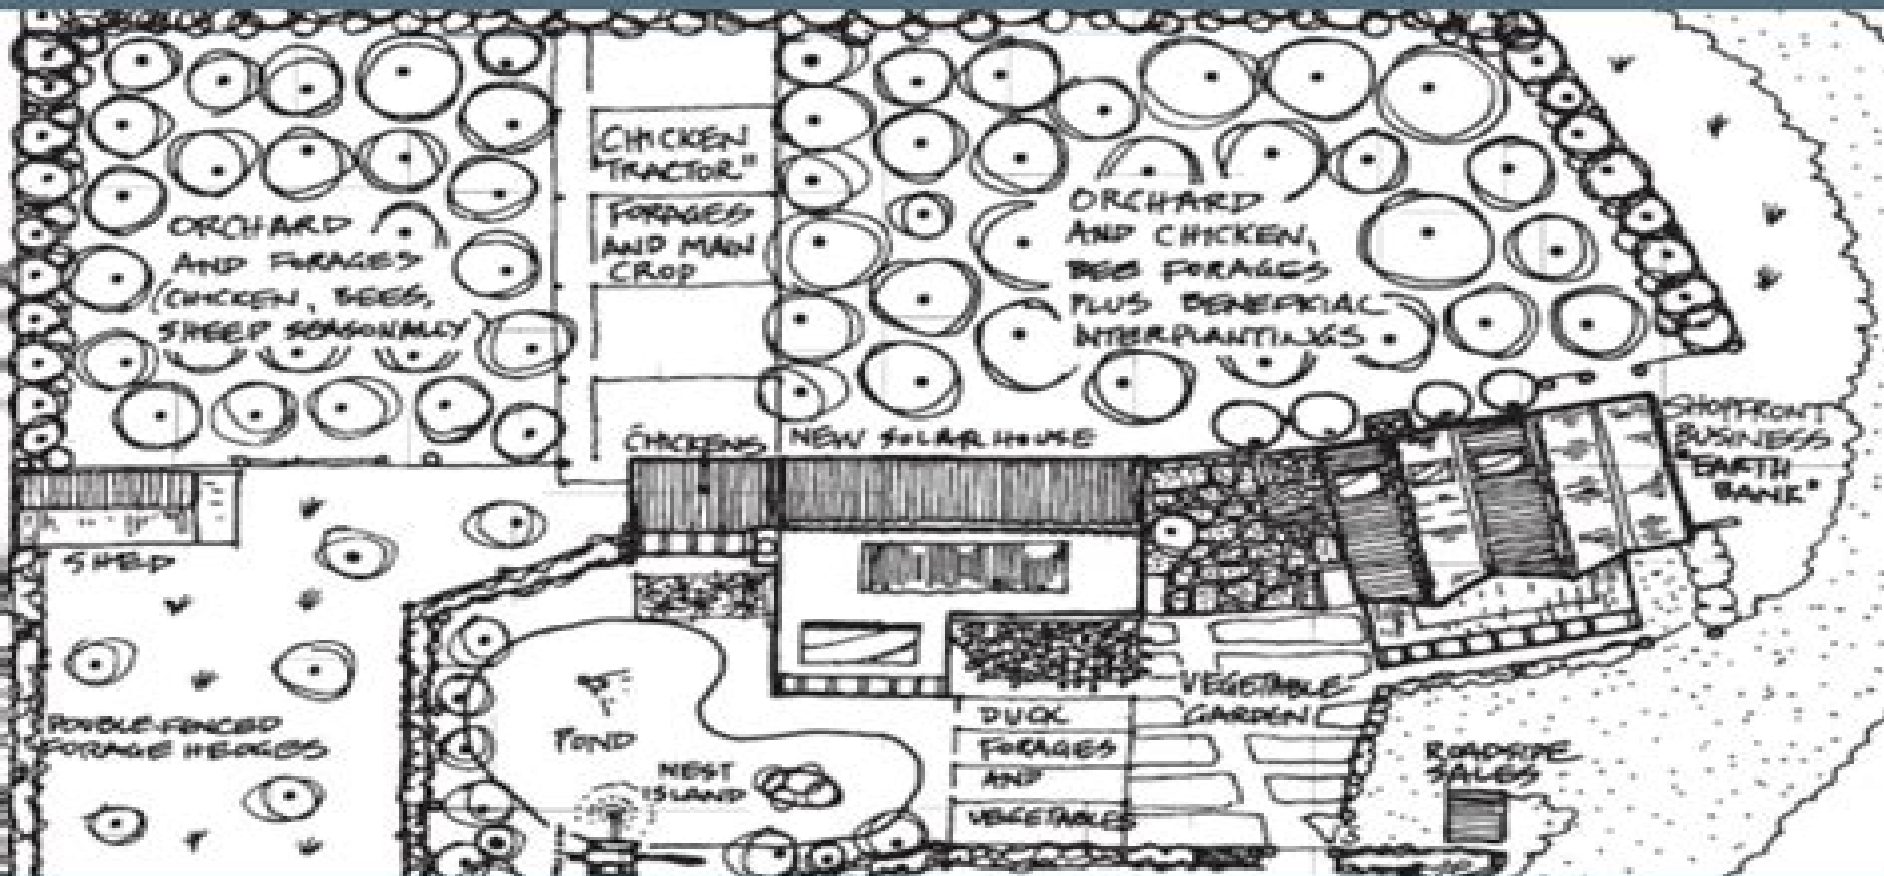 CHICKEN
"TRACTOR"
FORAGES
AND MAIN
CROP
ORCHARD
AND FORAGES
(CHICKEN, BEES,
SHEEP SEASONALLY)
ORCHARD
AND CHICKEN,
BEE FORAGES
PLUS BENEFICIAL
INTERPLANTINGS
CHICKENS
NEW SOLAR HOUSE
SHOPFRONT
BUSINESS
"EARTH
BANK"
SHED
DOUBLE-FENCED
FORAGE HEDGES
POND
NEST
ISLAND
DUCK
FORAGES
AND
VEGETABLES
VEGETABLE
GARDEN
ROADSIDE
SALES